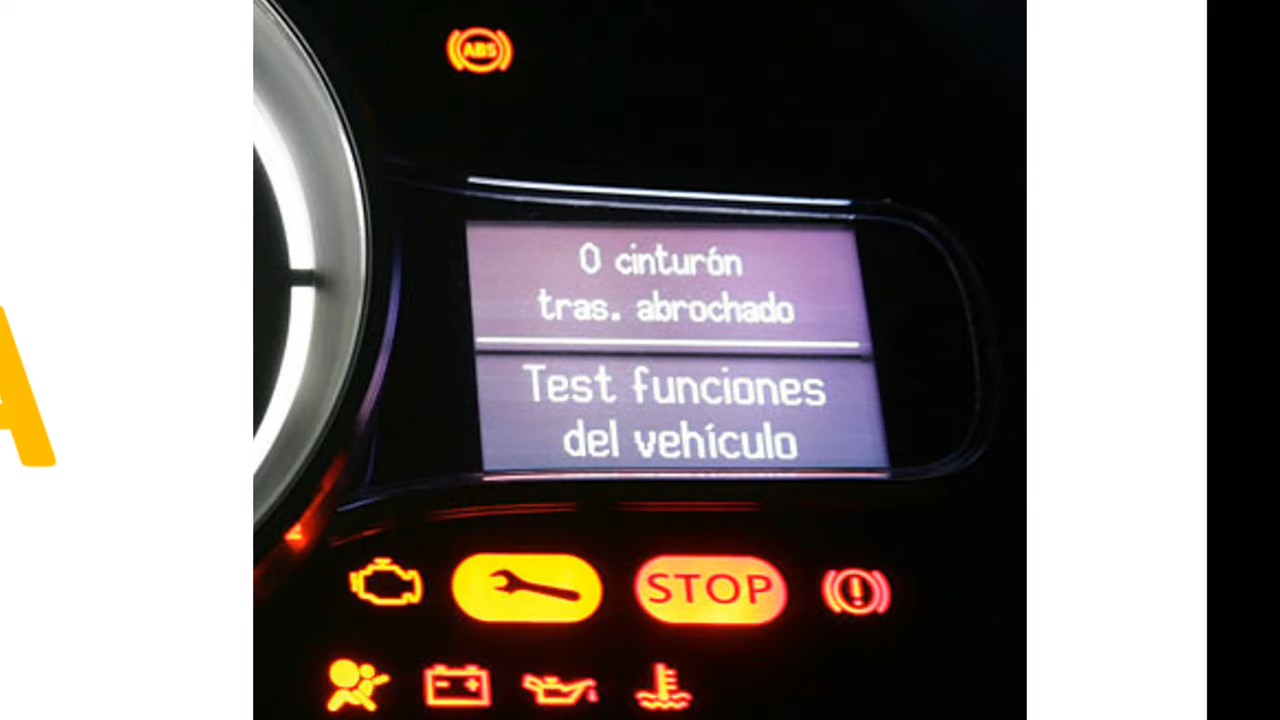 A
ABS
0 cinturón
tras. abrochado
Test funciones
del vehículo
STOP